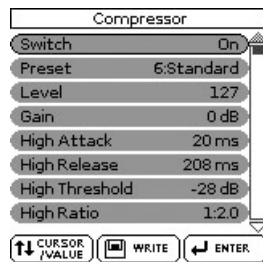 Compressor
Switch On
Preset 6:Standard
Level 127
Gain 0 dB
High Attack 20 ms
High Release 208 ms
High Threshold -28 dB
High Ratio 1:2.0
CURSOR /VALUE WRITE ENTER